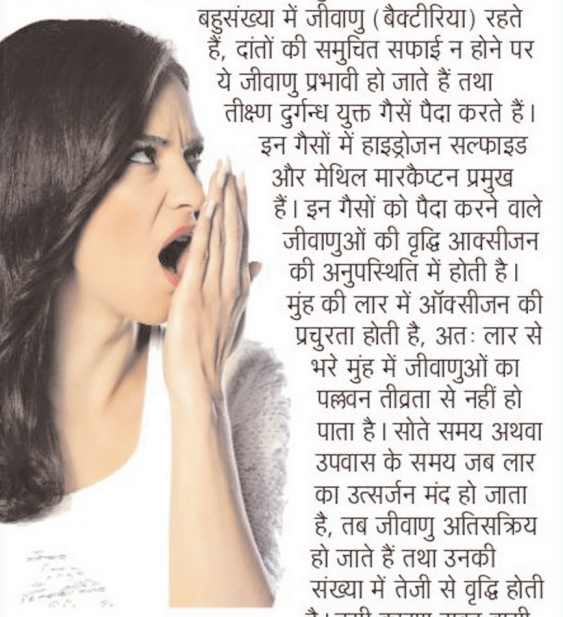 बहुसंख्या में जीवाणु (बैक्टीरिया) रहते
हैं, दांतों की समुचित सफाई न होने पर
ये जीवाणु प्रभावी हो जाते हैं तथा
तीक्ष्ण दुर्गन्ध युक्त गैसें पैदा करते हैं।
इन गैसों में हाइड्रोजन सल्फाइड
और मेथिल मारकैप्टन प्रमुख
हैं। इन गैसों को पैदा करने वाले
जीवाणुओं की वृद्धि आक्सीजन
की अनुपस्थिति में होती है।
मुंह की लार में ऑक्सीजन की
प्रचुरता होती है, अतः लार से
भरे मुंह में जीवाणुओं का
पल्लवन तीव्रता से नहीं हो
पाता है। सोते समय अथवा
उपवास के समय जब लार
का उत्सर्जन मंद हो जाता
है, तब जीवाणु अतिसक्रिय
हो जाते हैं तथा उनकी
संख्या में तेजी से वृद्धि होती